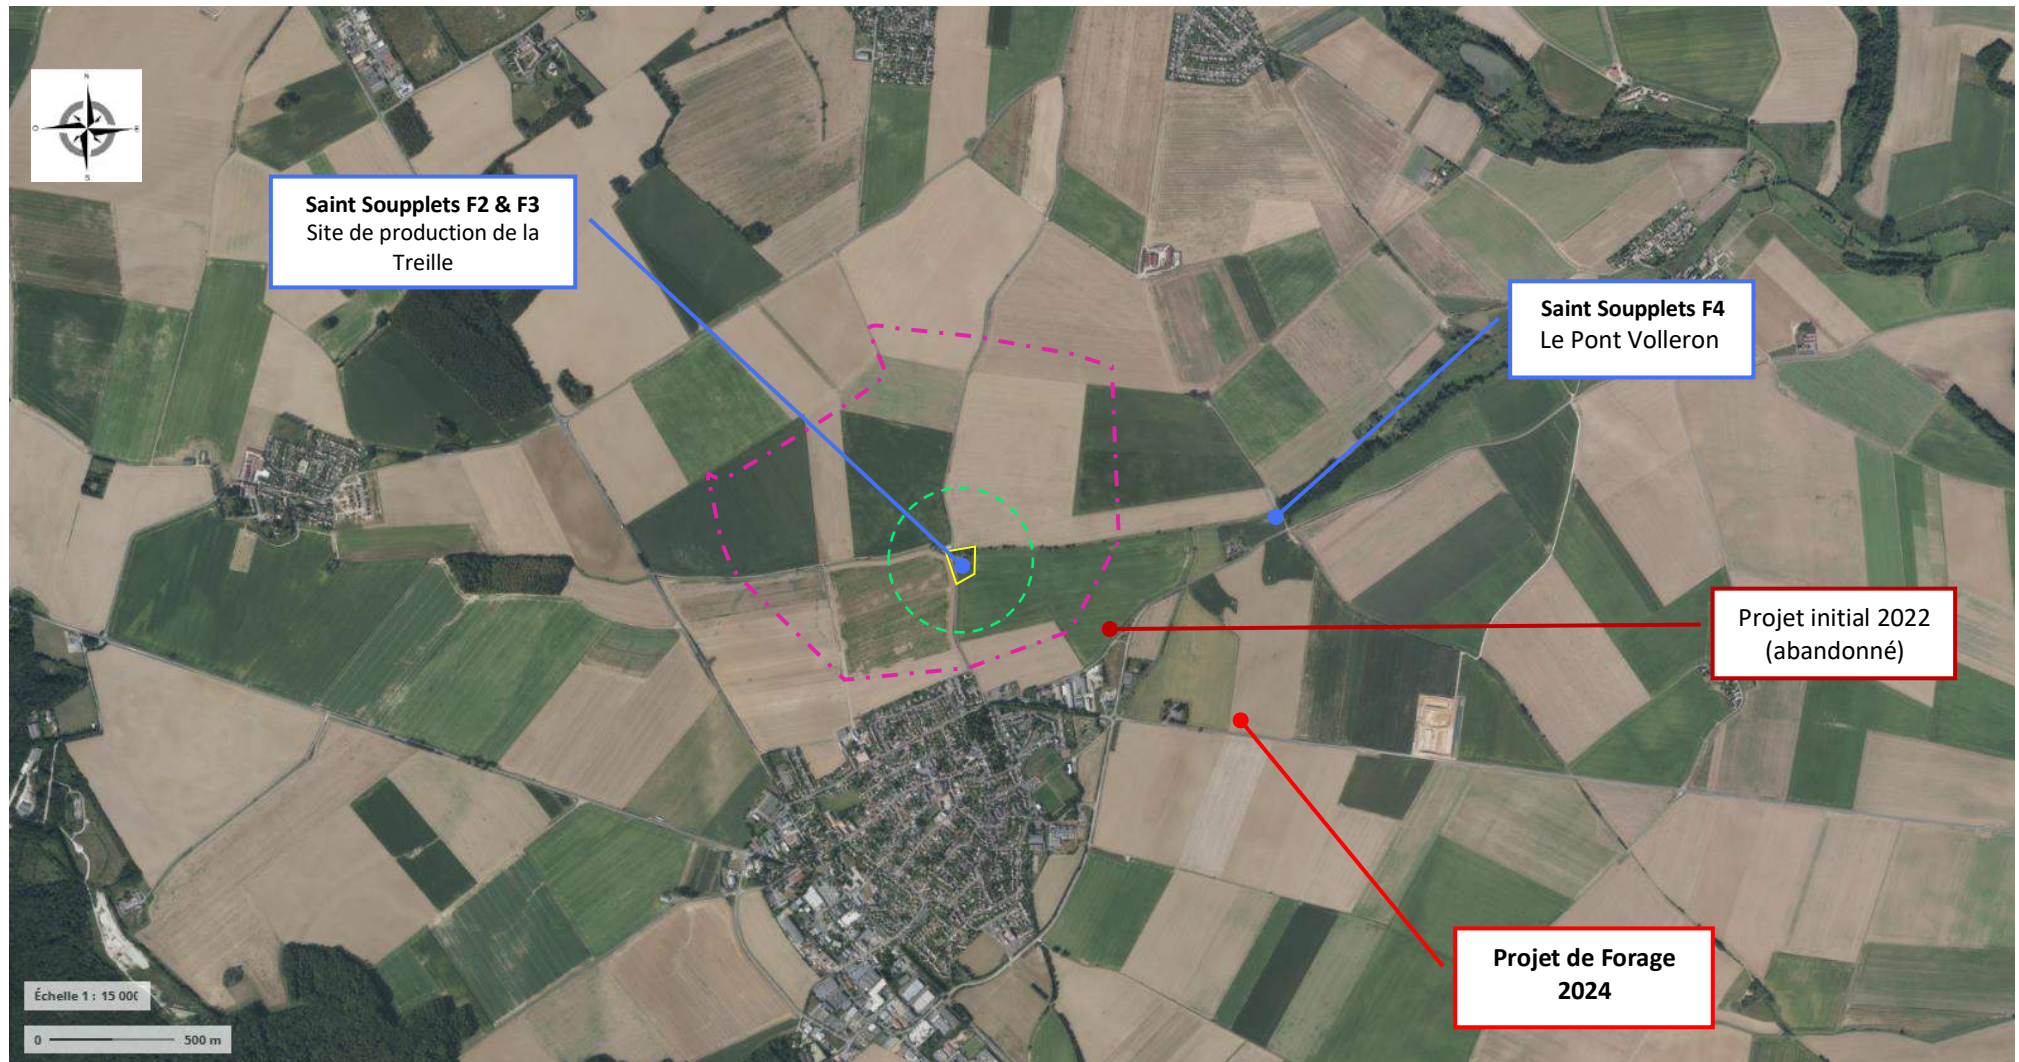 N
O
E
S
Saint Soupplets F2 & F3
Site de production de la
Treille
Saint Soupplets F4
Le Pont Volleron
Projet initial 2022
(abandonné)
Projet de Forage
2024
Échelle 1 : 15 000
0
500 m